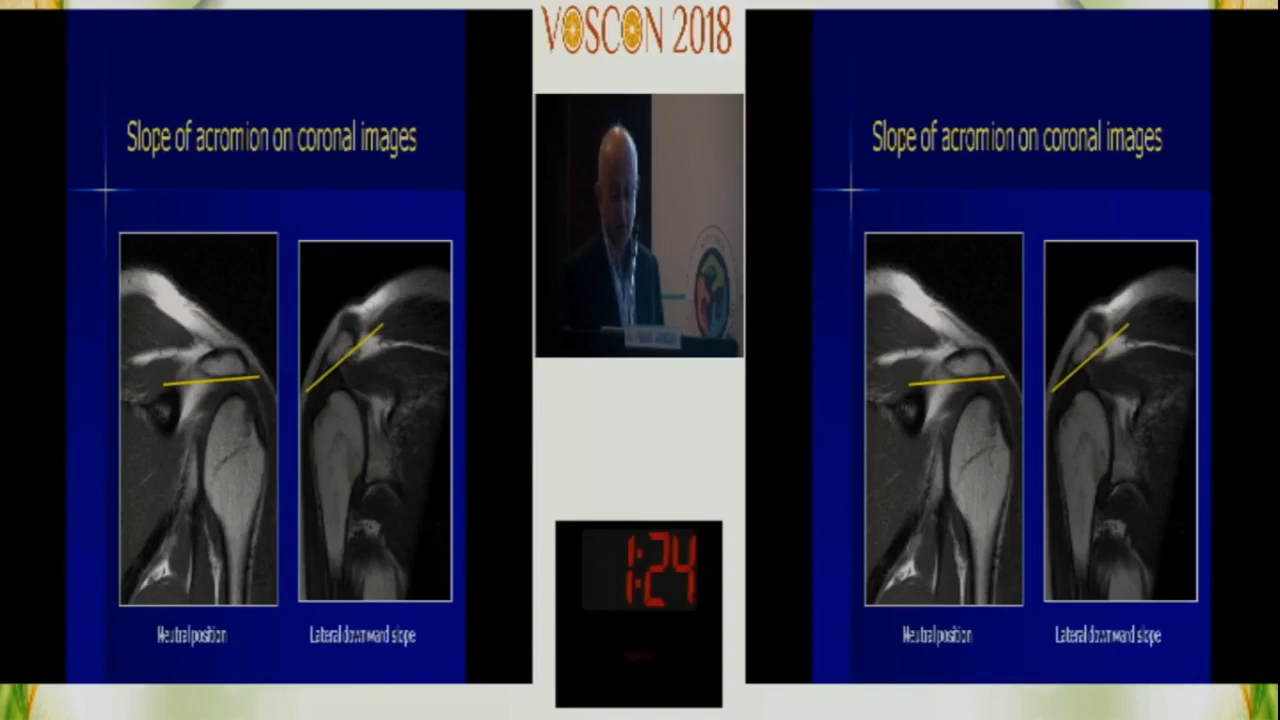 VOSCON 2018
Slope of acromion on coronal images
Neutral position
Lateral downward slope
1:24
Slope of acromion on coronal images
Neutral position
Lateral downward slope